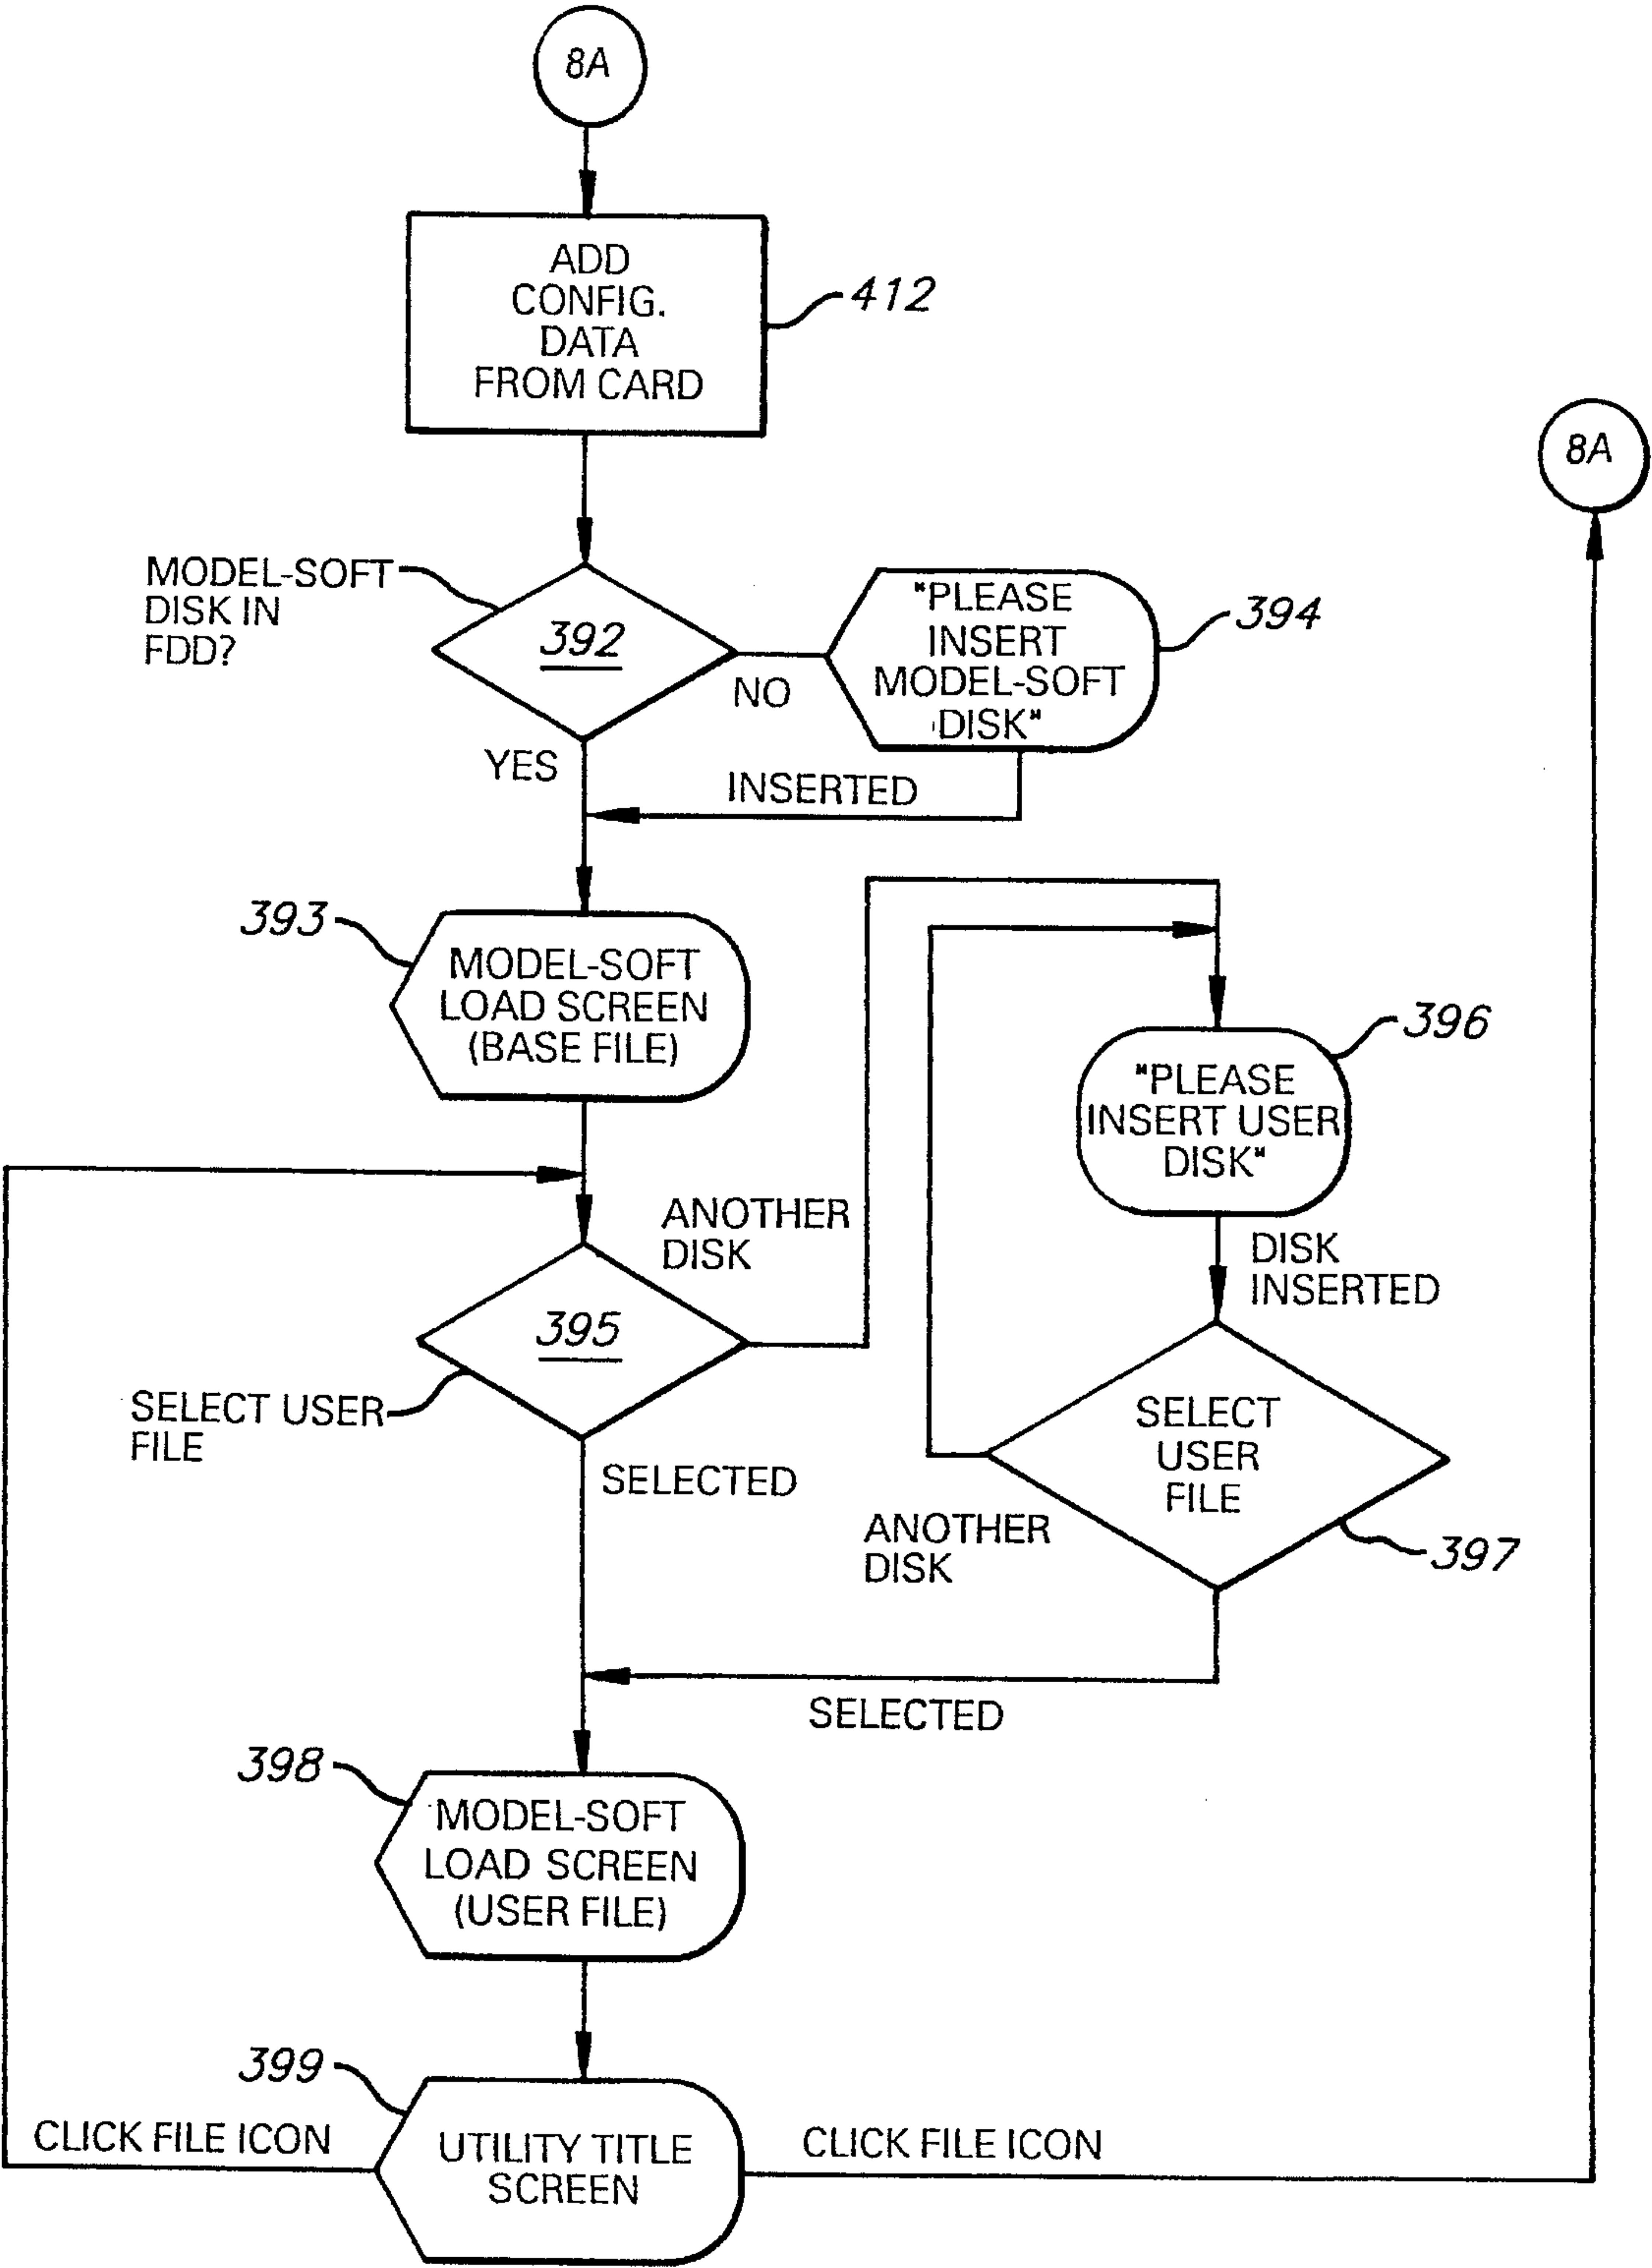 8A
ADD
CONFIG.
DATA
FROM CARD
412
8A
MODEL-SOFT
DISK IN
FDD?
392
NO
YES
"PLEASE
INSERT
MODEL-SOFT
DISK"
394
INSERTED
393
MODEL-SOFT
LOAD SCREEN
(BASE FILE)
396
"PLEASE
INSERT USER
DISK"
ANOTHER
DISK
DISK
INSERTED
395
SELECT USER
FILE
SELECTED
SELECT
USER
FILE
ANOTHER
DISK
397
SELECTED
398
MODEL-SOFT
LOAD SCREEN
(USER FILE)
399
CLICK FILE ICON
UTILITY TITLE
SCREEN
CLICK FILE ICON